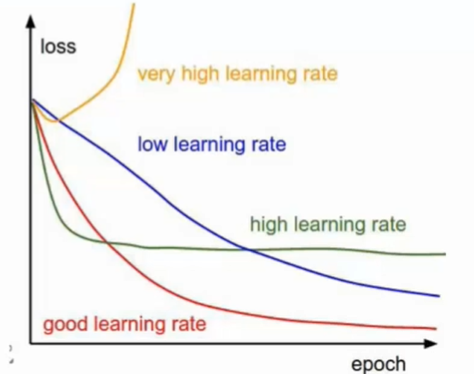 loss
very high learning rate
low learning rate
high learning rate
good learning rate
epoch